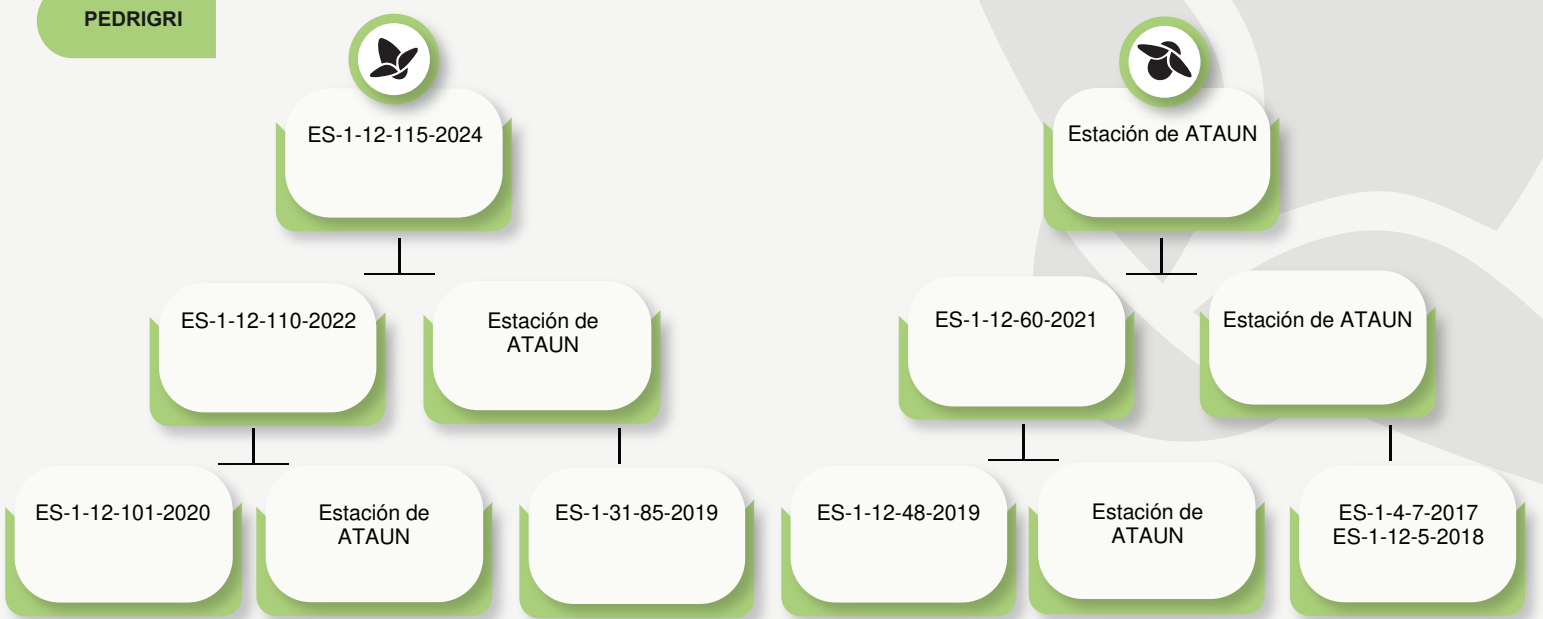 PEDRIGRI
ES-1-12-115-2024
Estación de ATAUN
ES-1-12-110-2022
Estación de
ATAUN
ES-1-12-60-2021
Estación de ATAUN
ES-1-12-101-2020
Estación de
ATAUN
ES-1-31-85-2019
ES-1-12-48-2019
Estación de
ATAUN
ES-1-4-7-2017
ES-1-12-5-2018